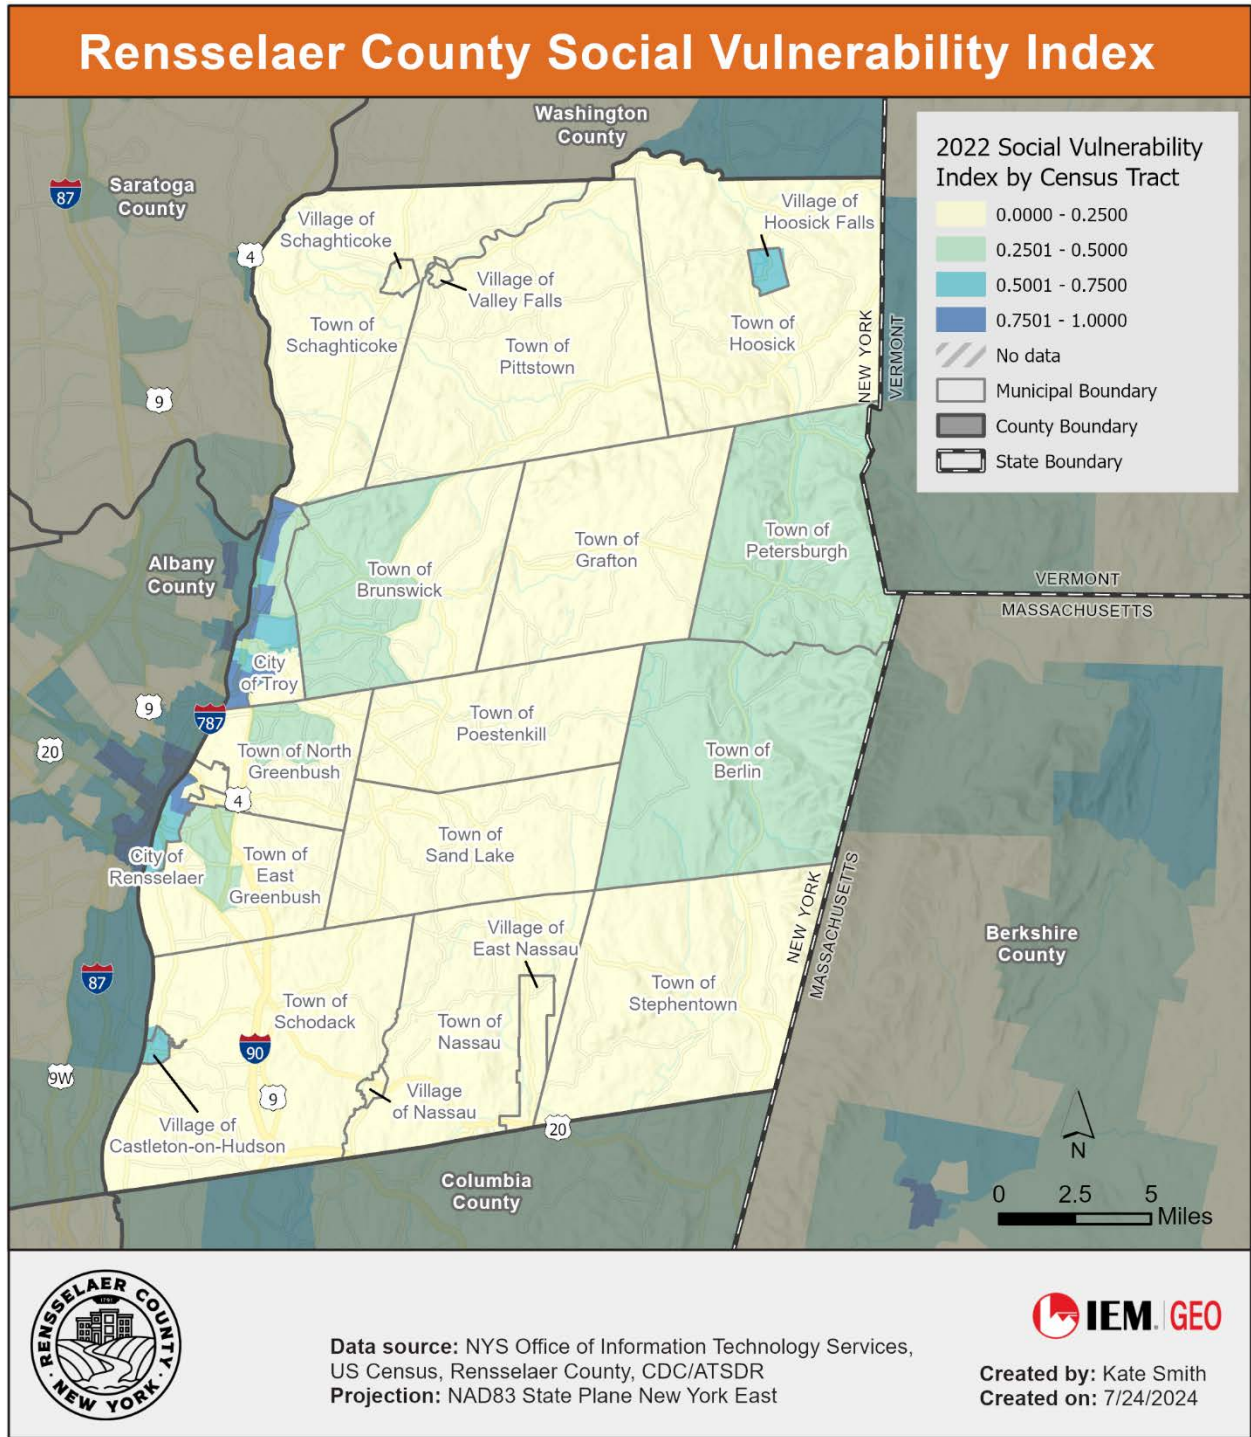 Rensselaer County Social Vulnerability Index
Washington
County
Saratoga
County
87
4
9
Village of
Schaghticoke
Village of
Valley Falls
Town of
Schaghticoke
Town of
Pittstown
Village of
Hoosick Falls
Town of
Hoosick
NEW YORK
VERMONT
2022 Social Vulnerability
Index by Census Tract
0.0000 - 0.2500
0.2501 - 0.5000
0.5001 - 0.7500
0.7501 - 1.0000
No data
Municipal Boundary
County Boundary
State Boundary
Albany
County
Town of
Brunswick
Town of
Grafton
Town of
Petersburgh
VERMONT
MASSACHUSETTS
City
of Troy
9
787
20
Town of North
Greenbush
4
Town of
Poestenkill
Town of
Berlin
City of
Rensselaer
Town of
East
Greenbush
Town of
Sand Lake
NEW YORK
MASSACHUSETTS
Berkshire
County
87
Village of
East Nassau
Town of
Schodack
Town of
Nassau
Town of
Stephentown
90
9W
9
Village of
Castleton-on-Hudson
Village
of Nassau
20
Columbia
County
N
0 2.5 5
Miles
RENSSELAER COUNTY
1791
NEW YORK
Data source: NYS Office of Information Technology Services,
US Census, Rensselaer County, CDC/ATSDR
Projection: NAD83 State Plane New York East
IEM. GEO
Created by: Kate Smith
Created on: 7/24/2024